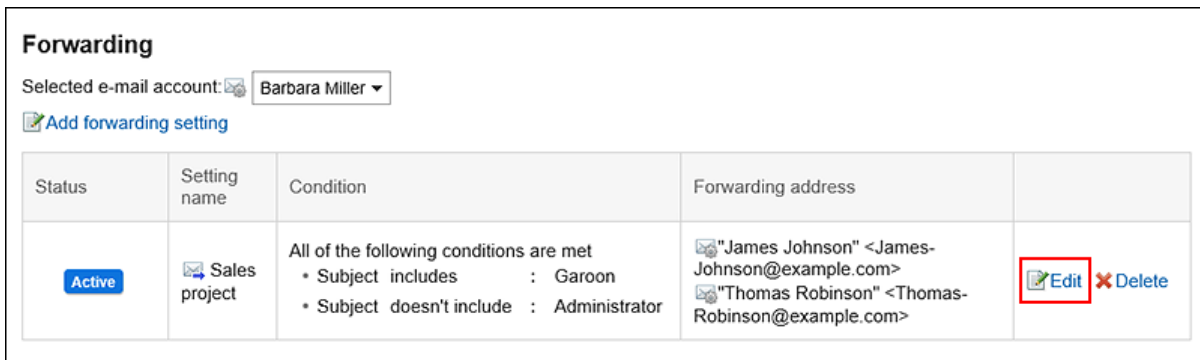 Forwarding
Selected e-mail account: Barbara Miller
Add forwarding setting
Status Setting name Condition Forwarding address
Active
Sales project
All of the following conditions are met
• Subject includes : Garoon
• Subject doesn't include : Administrator
"James Johnson" <James-
Johnson@example.com>
"Thomas Robinson" <Thomas-
Robinson@example.com>
Edit Delete